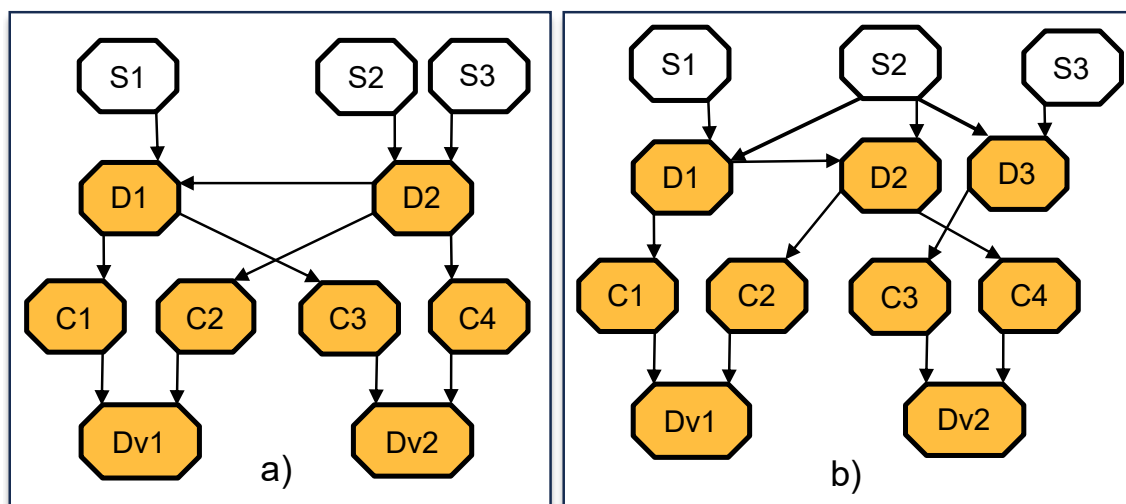 S1 S2 S3
D1 D2
C1 C2 C3 C4
Dv1 Dv2
a)
S1 S2 S3
D1 D2 D3
C1 C2 C3 C4
Dv1 Dv2
b)